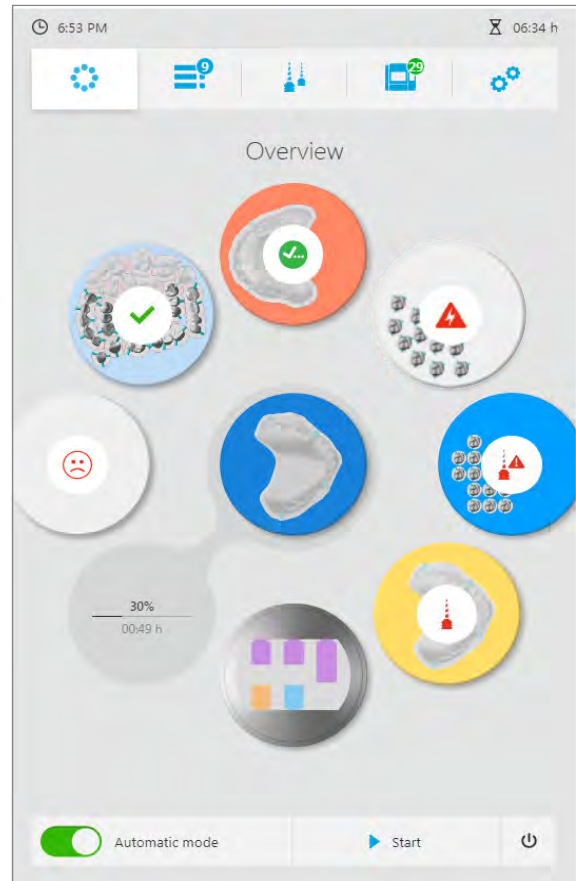 6:53 PM
06:34 h
9
29
Overview
30%
00:49 h
Automatic mode
Start